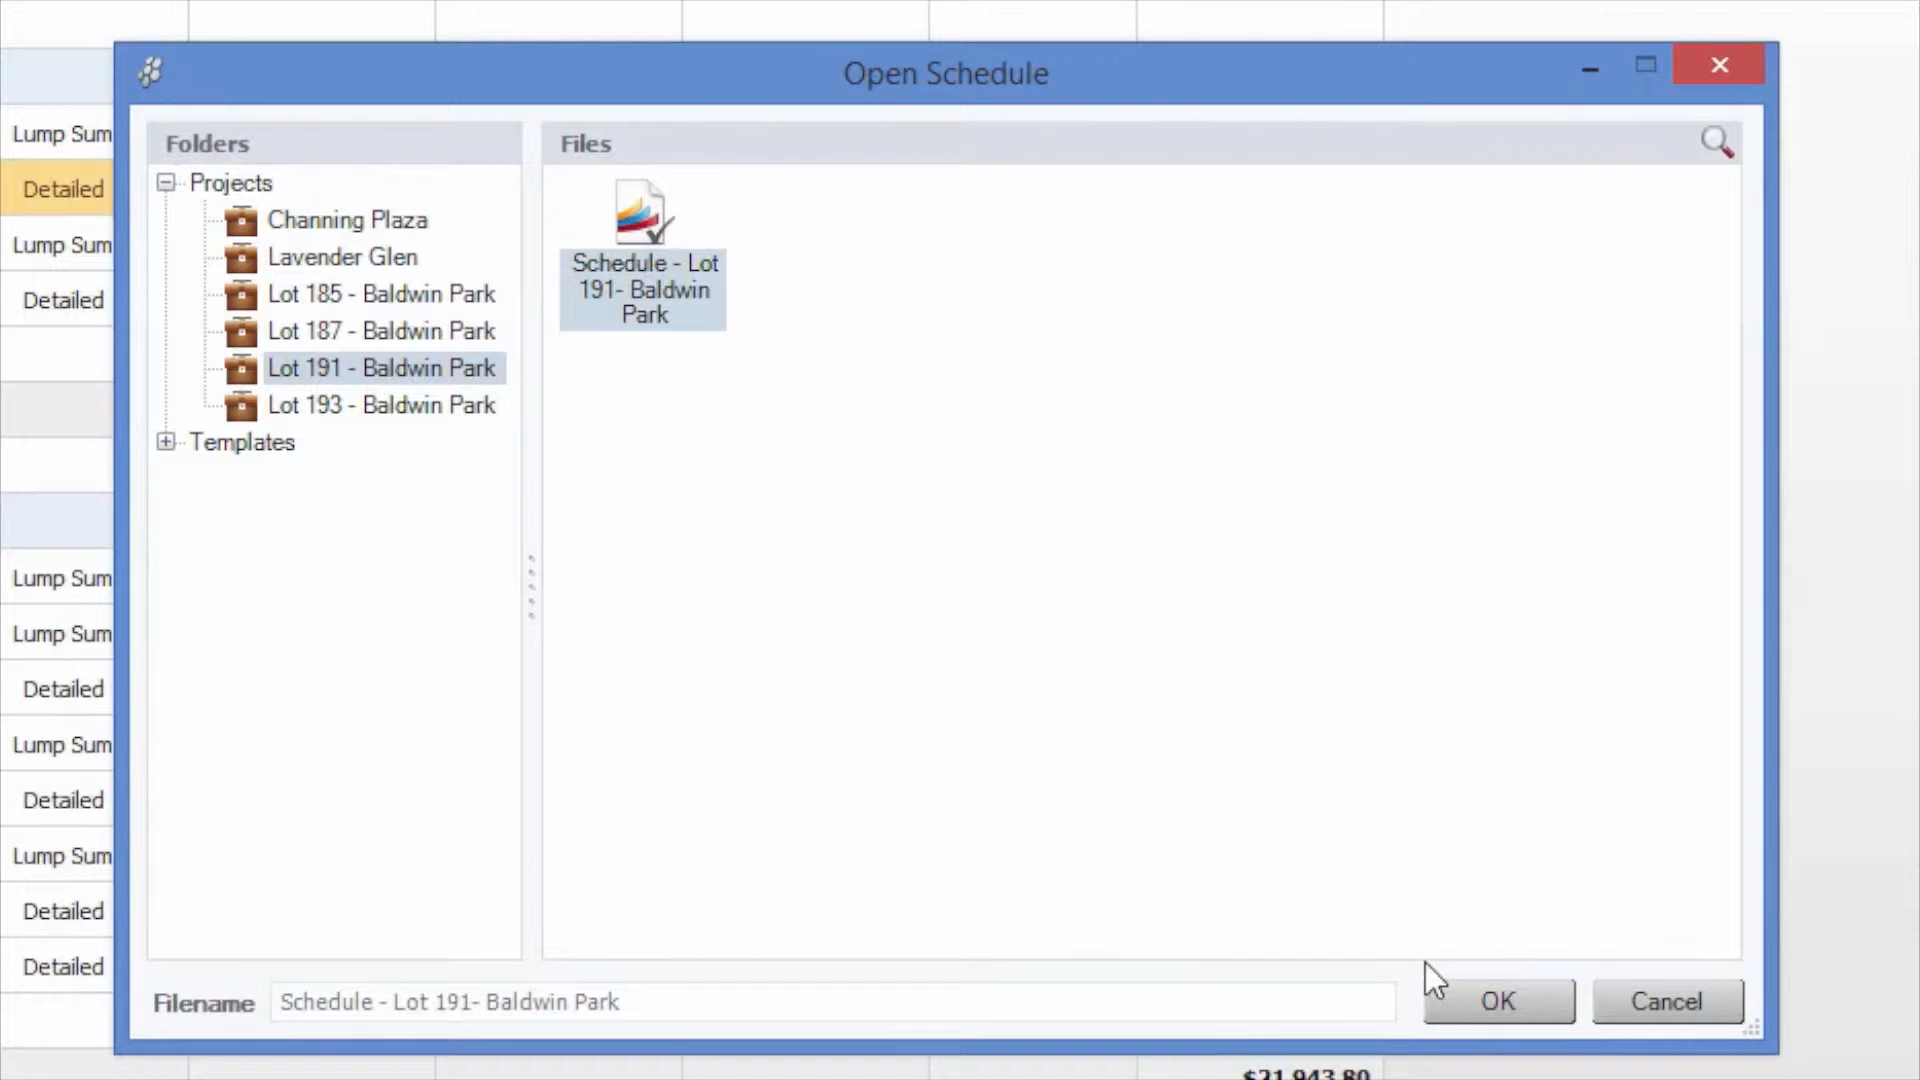 Open Schedule
Lump Sum
Detailed
Lump Sum
Detailed
Lump Sum
Lump Sum
Detailed
Lump Sum
Detailed
Lump Sum
Detailed
Detailed
Folders
Projects
Channing Plaza
Lavender Glen
Lot 185 - Baldwin Park
Lot 187 - Baldwin Park
Lot 191 - Baldwin Park
Lot 193 - Baldwin Park
Templates
Files
Schedule - Lot
191- Baldwin
Park
Filename
Schedule - Lot 191- Baldwin Park
OK
Cancel
$21,943.80